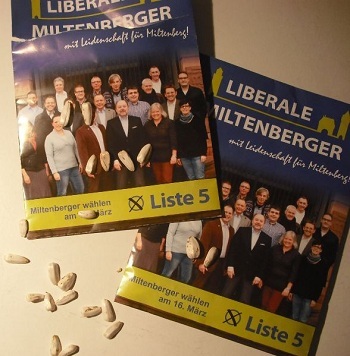 LIBERALE
MILTENBERGER
mit Leidenschaft für Miltenberg!
Miltenberger wählen
am März
Liste 5
LIBERALE
MILTENBERGER
mit Leidenschaft für Miltenberg!
Miltenberger wählen
am 16. März
Liste 5